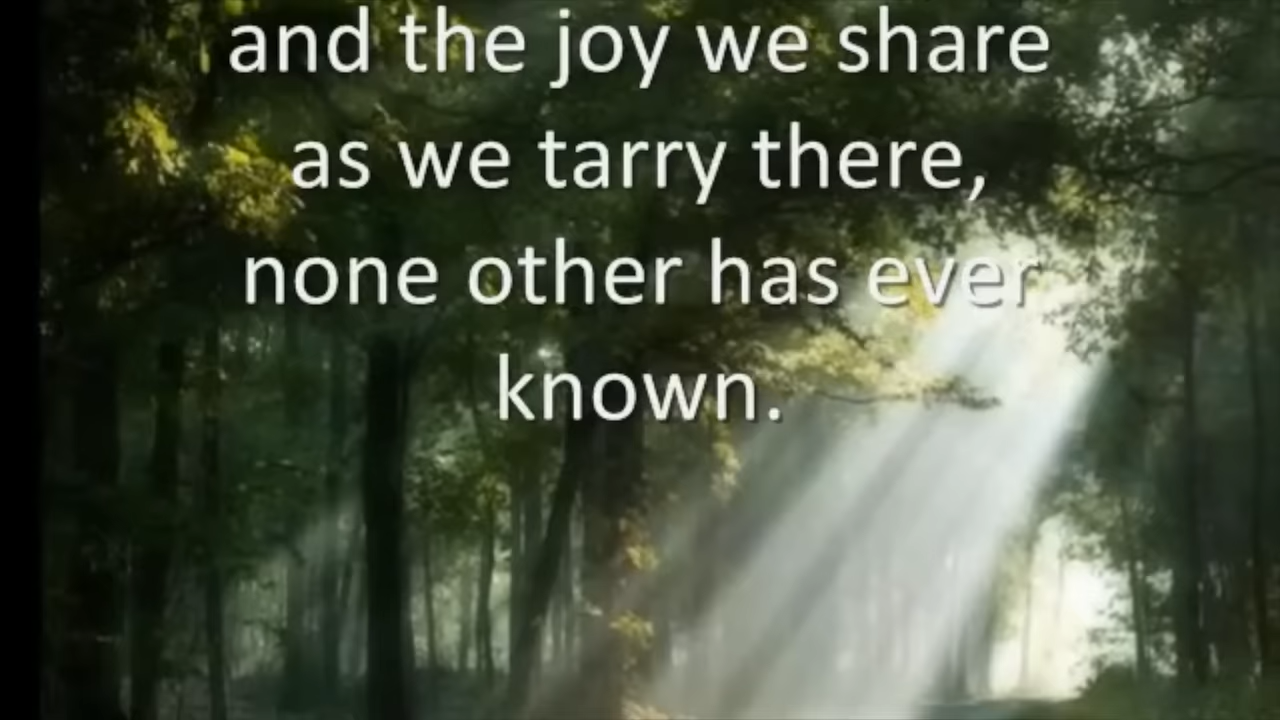 and the joy we share
as we tarry there,
none other has ever
known.